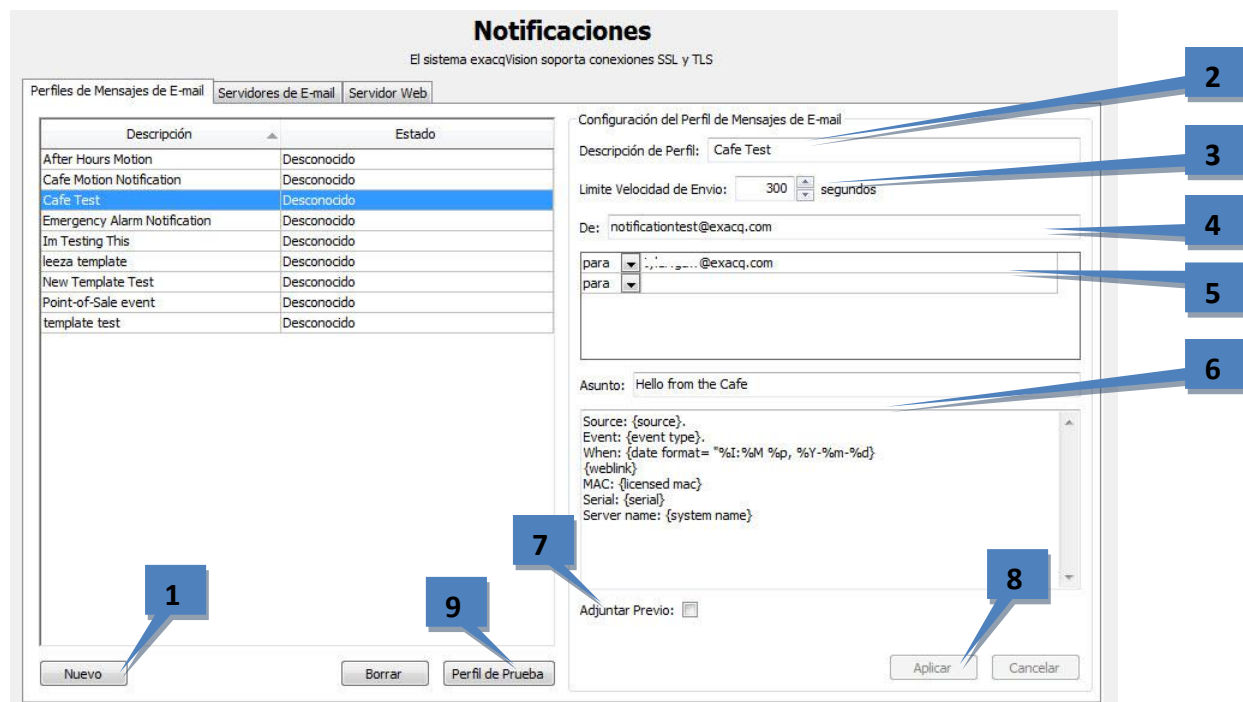 Notificaciones
El sistema exacqVision soporta conexiones SSL y TLS
Perfiles de Mensajes de E-mail Servidores de E-mail Servidor Web
Descripción Estado
After Hours Motion Desconocido
Cafe Motion Notification Desconocido
Cafe Test Desconocido
Emergency Alarm Notification Desconocido
Im Testing This Desconocido
leeza template Desconocido
New Template Test Desconocido
Point-of-Sale event Desconocido
template test Desconocido
Nuevo Borrar Perfil de Prueba
1
9
Configuración del Perfil de Mensajes de E-mail
Descripción de Perfil: Cafe Test
2
Limite Velocidad de Envio: 300 segundos
3
De: notificationtest@exacq.com
4
para @exacq.com
para
5
Asunto: Hello from the Cafe
6
Source: {source}.
Event: {event type}.
When: {date format= "%I:%M %p, %Y-%m-%d}
{weblink}
MAC: {licensed mac}
Serial: {serial}
Server name: {system name}
7
Adjuntar Previo:
8
Aplicar Cancelar